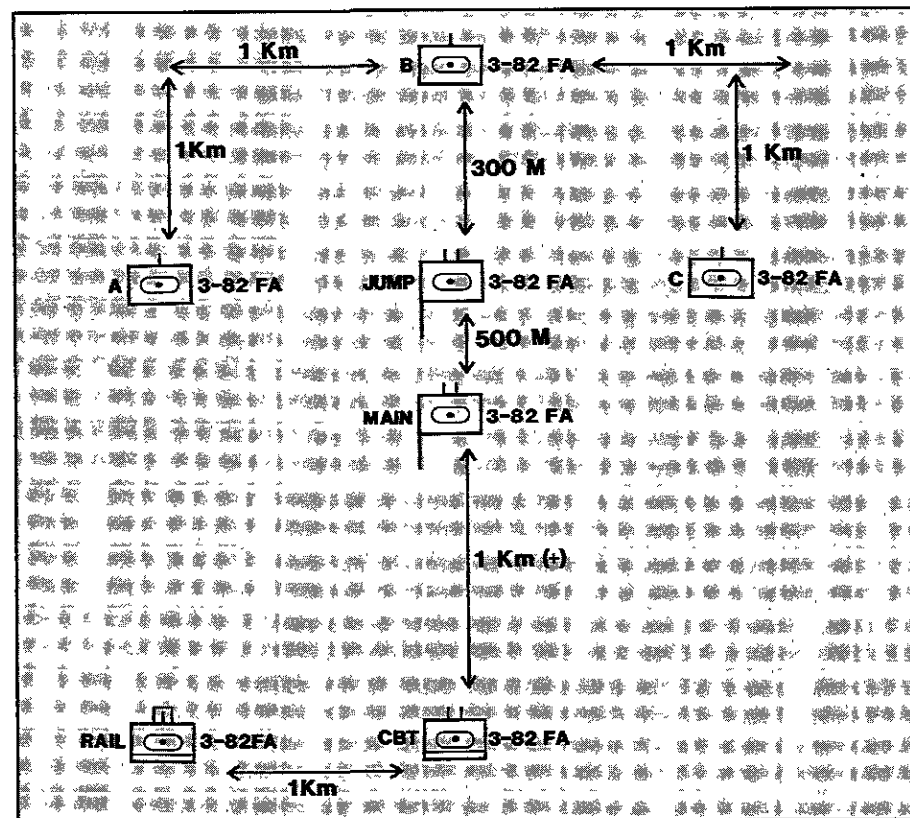 1 Km
B 3-82 FA
1 Km
1Km
300 M
1 Km
A 3-82 FA
JUMP 3-82 FA
C 3-82 FA
500 M
MAIN 3-82 FA
1 Km (+)
RAIL 3-82FA
CBT 3-82 FA
1Km